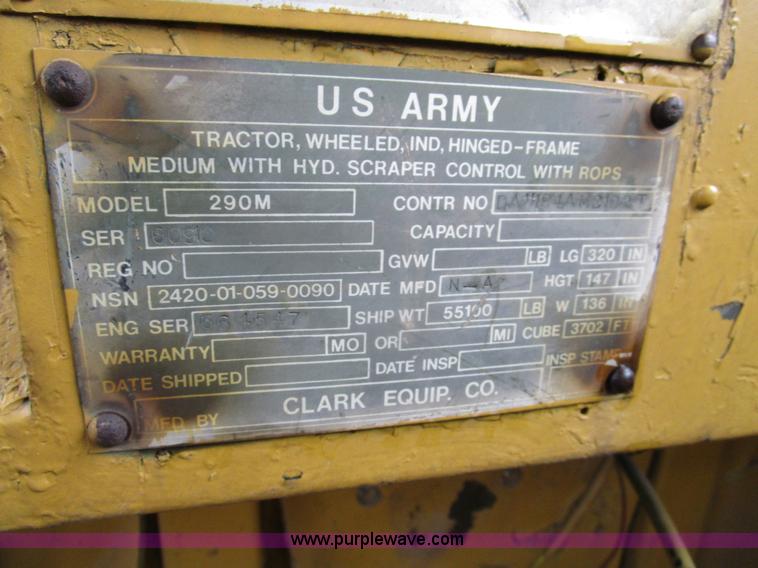 US ARMY
TRACTOR, WHEELED, IND, HINGED-FRAME
MEDIUM WITH HYD. SCRAPER CONTROL WITH ROPS
MODEL 290M CONTR NO
SER CAPACITY
REG NO GVW LB LG 320 IN
NSN 2420-01-059-0090 DATE MFD N-A HGT 147 IN
ENG SER SHIP WT 55100 LB W 136 IN
WARRANTY MO OR MI CUBE 3702 FT
DATE SHIPPED DATE INSP INSP STAMP
MFD BY CLARK EQUIP. CO.
www.purplewave.com